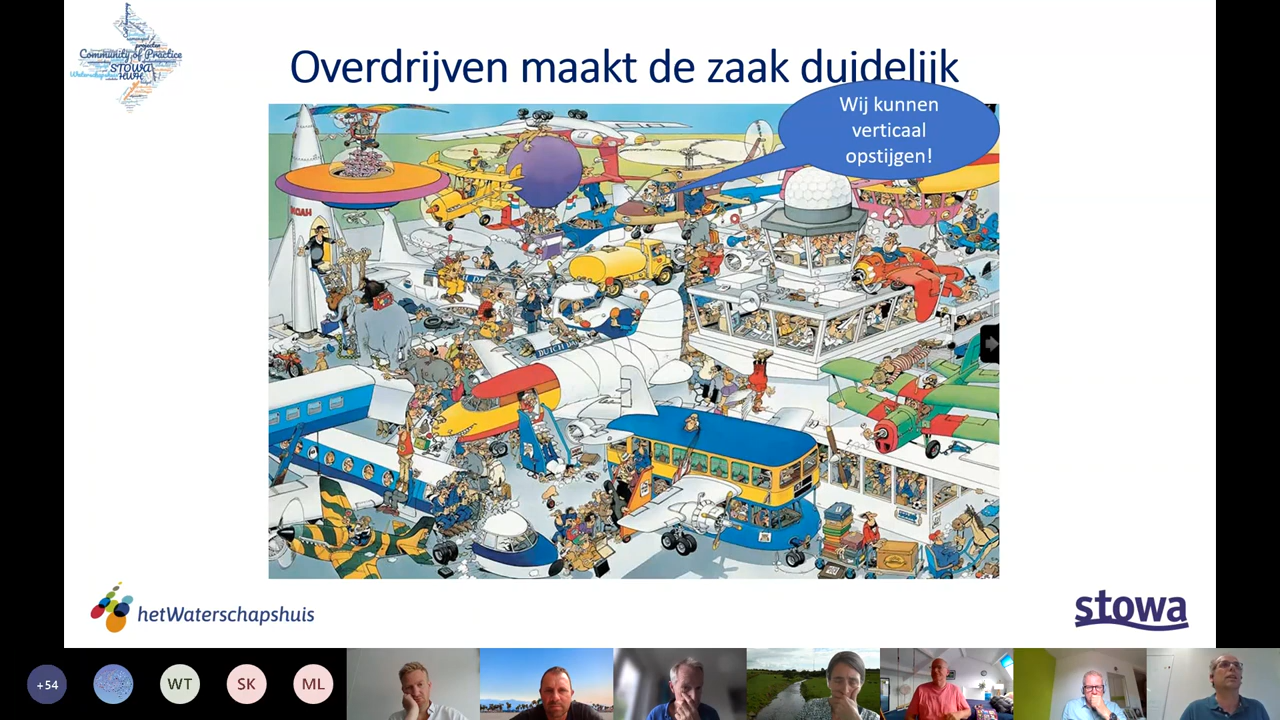 Community of Practice
STOWA
HWH
Overdrijven maakt de zaak duidelijk
Wij kunnen
verticaal
opstijgen!
NOAH
hetWaterschapshuis
stowa
+54
WT
SK
ML